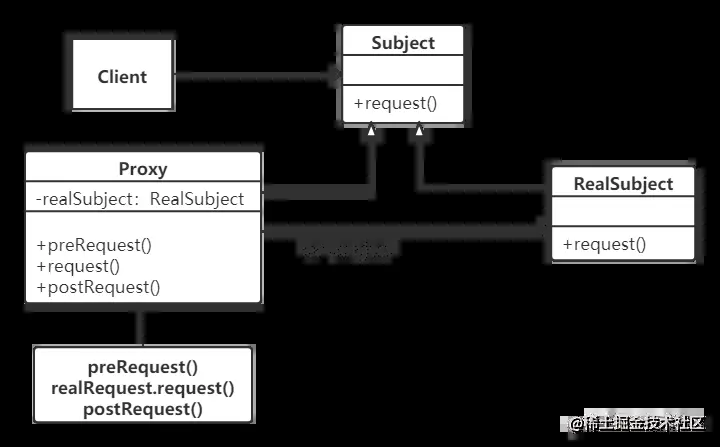 Client
Subject
+request()
Proxy
-realSubject: RealSubject
+preRequest()
+request()
+postRequest()
RealSubject
+request()
preRequest()
realRequest.request()
postRequest()
@稀土掘金技术社区